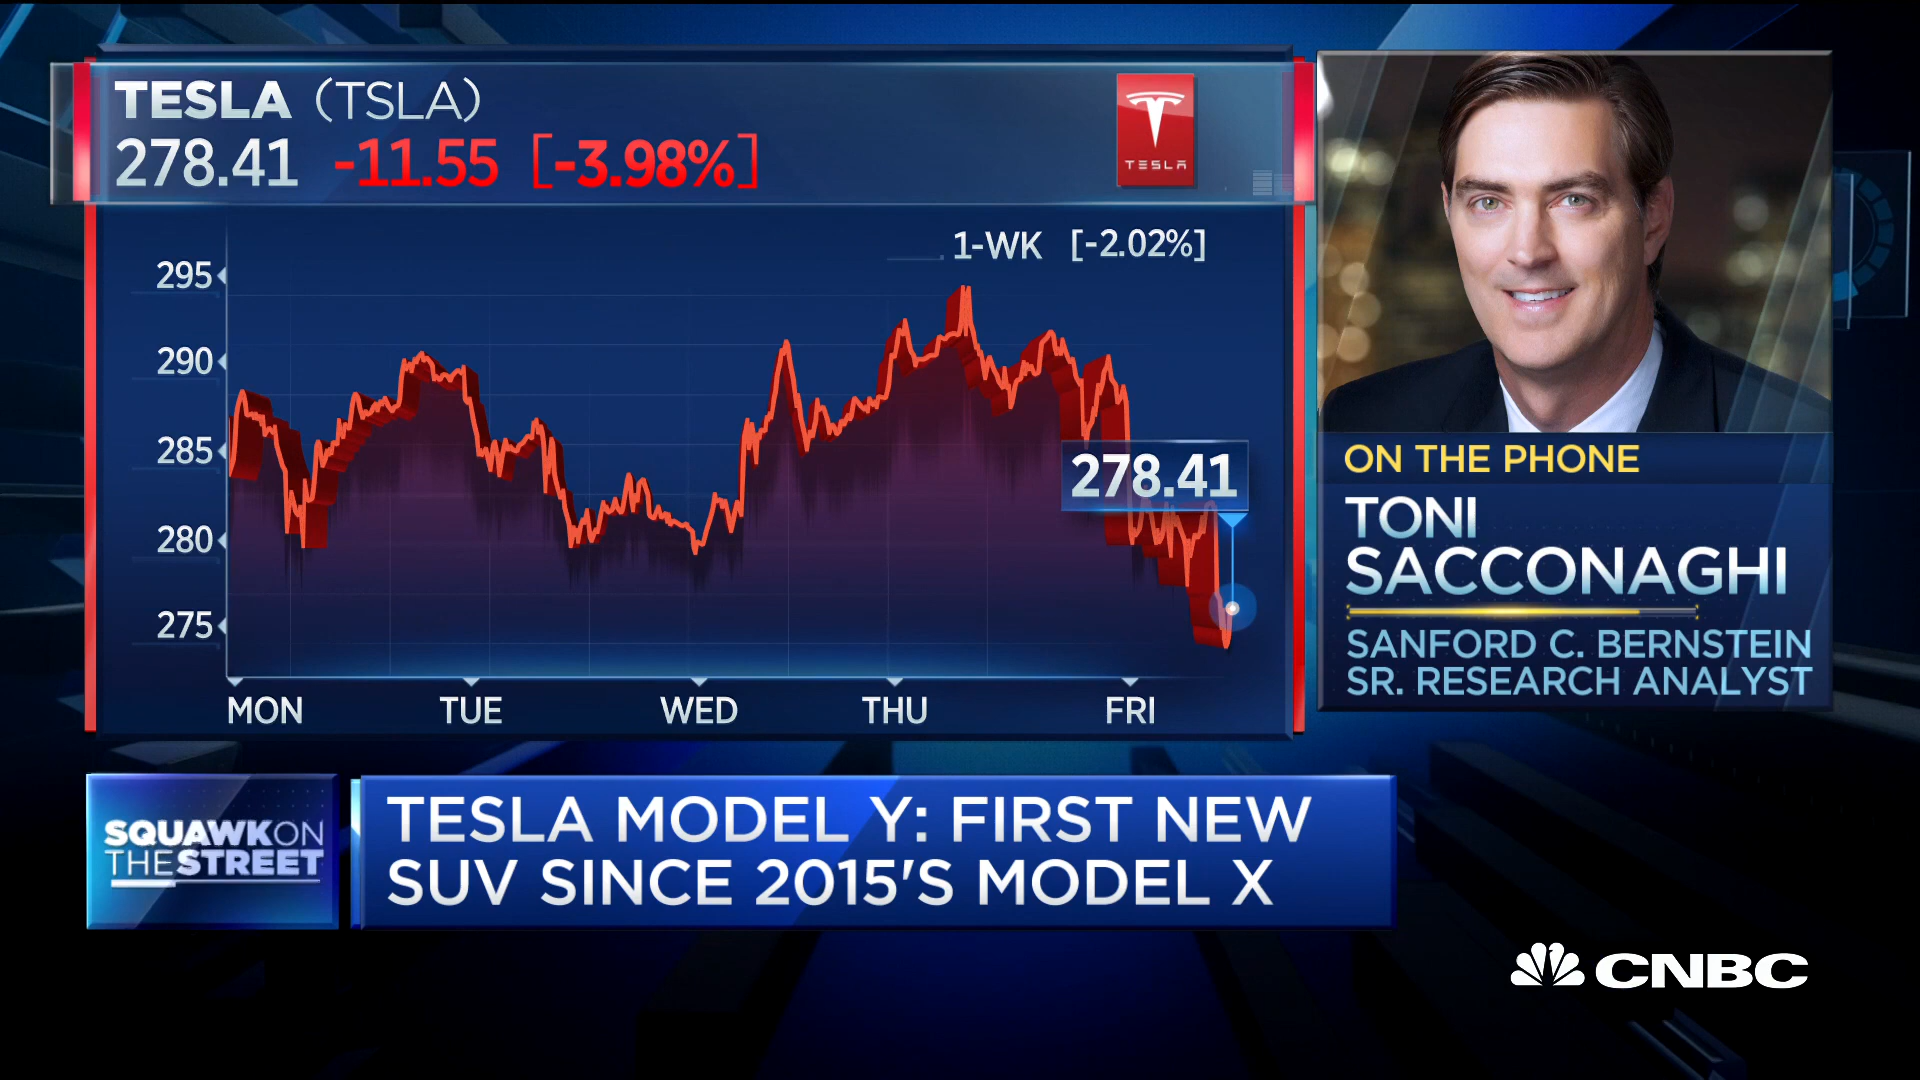 TESLA (TSLA)
278.41 -11.55 [-3.98%]
TESLA
1-WK [-2.02%]
295
290
285
280
275
278.41
MON TUE WED THU FRI
ON THE PHONE
TONI
SACCONAGHI
SANFORD C. BERNSTEIN
SR. RESEARCH ANALYST
SQUAWK ON
THE STREET
TESLA MODEL Y: FIRST NEW
SUV SINCE 2015'S MODEL X
CNBC